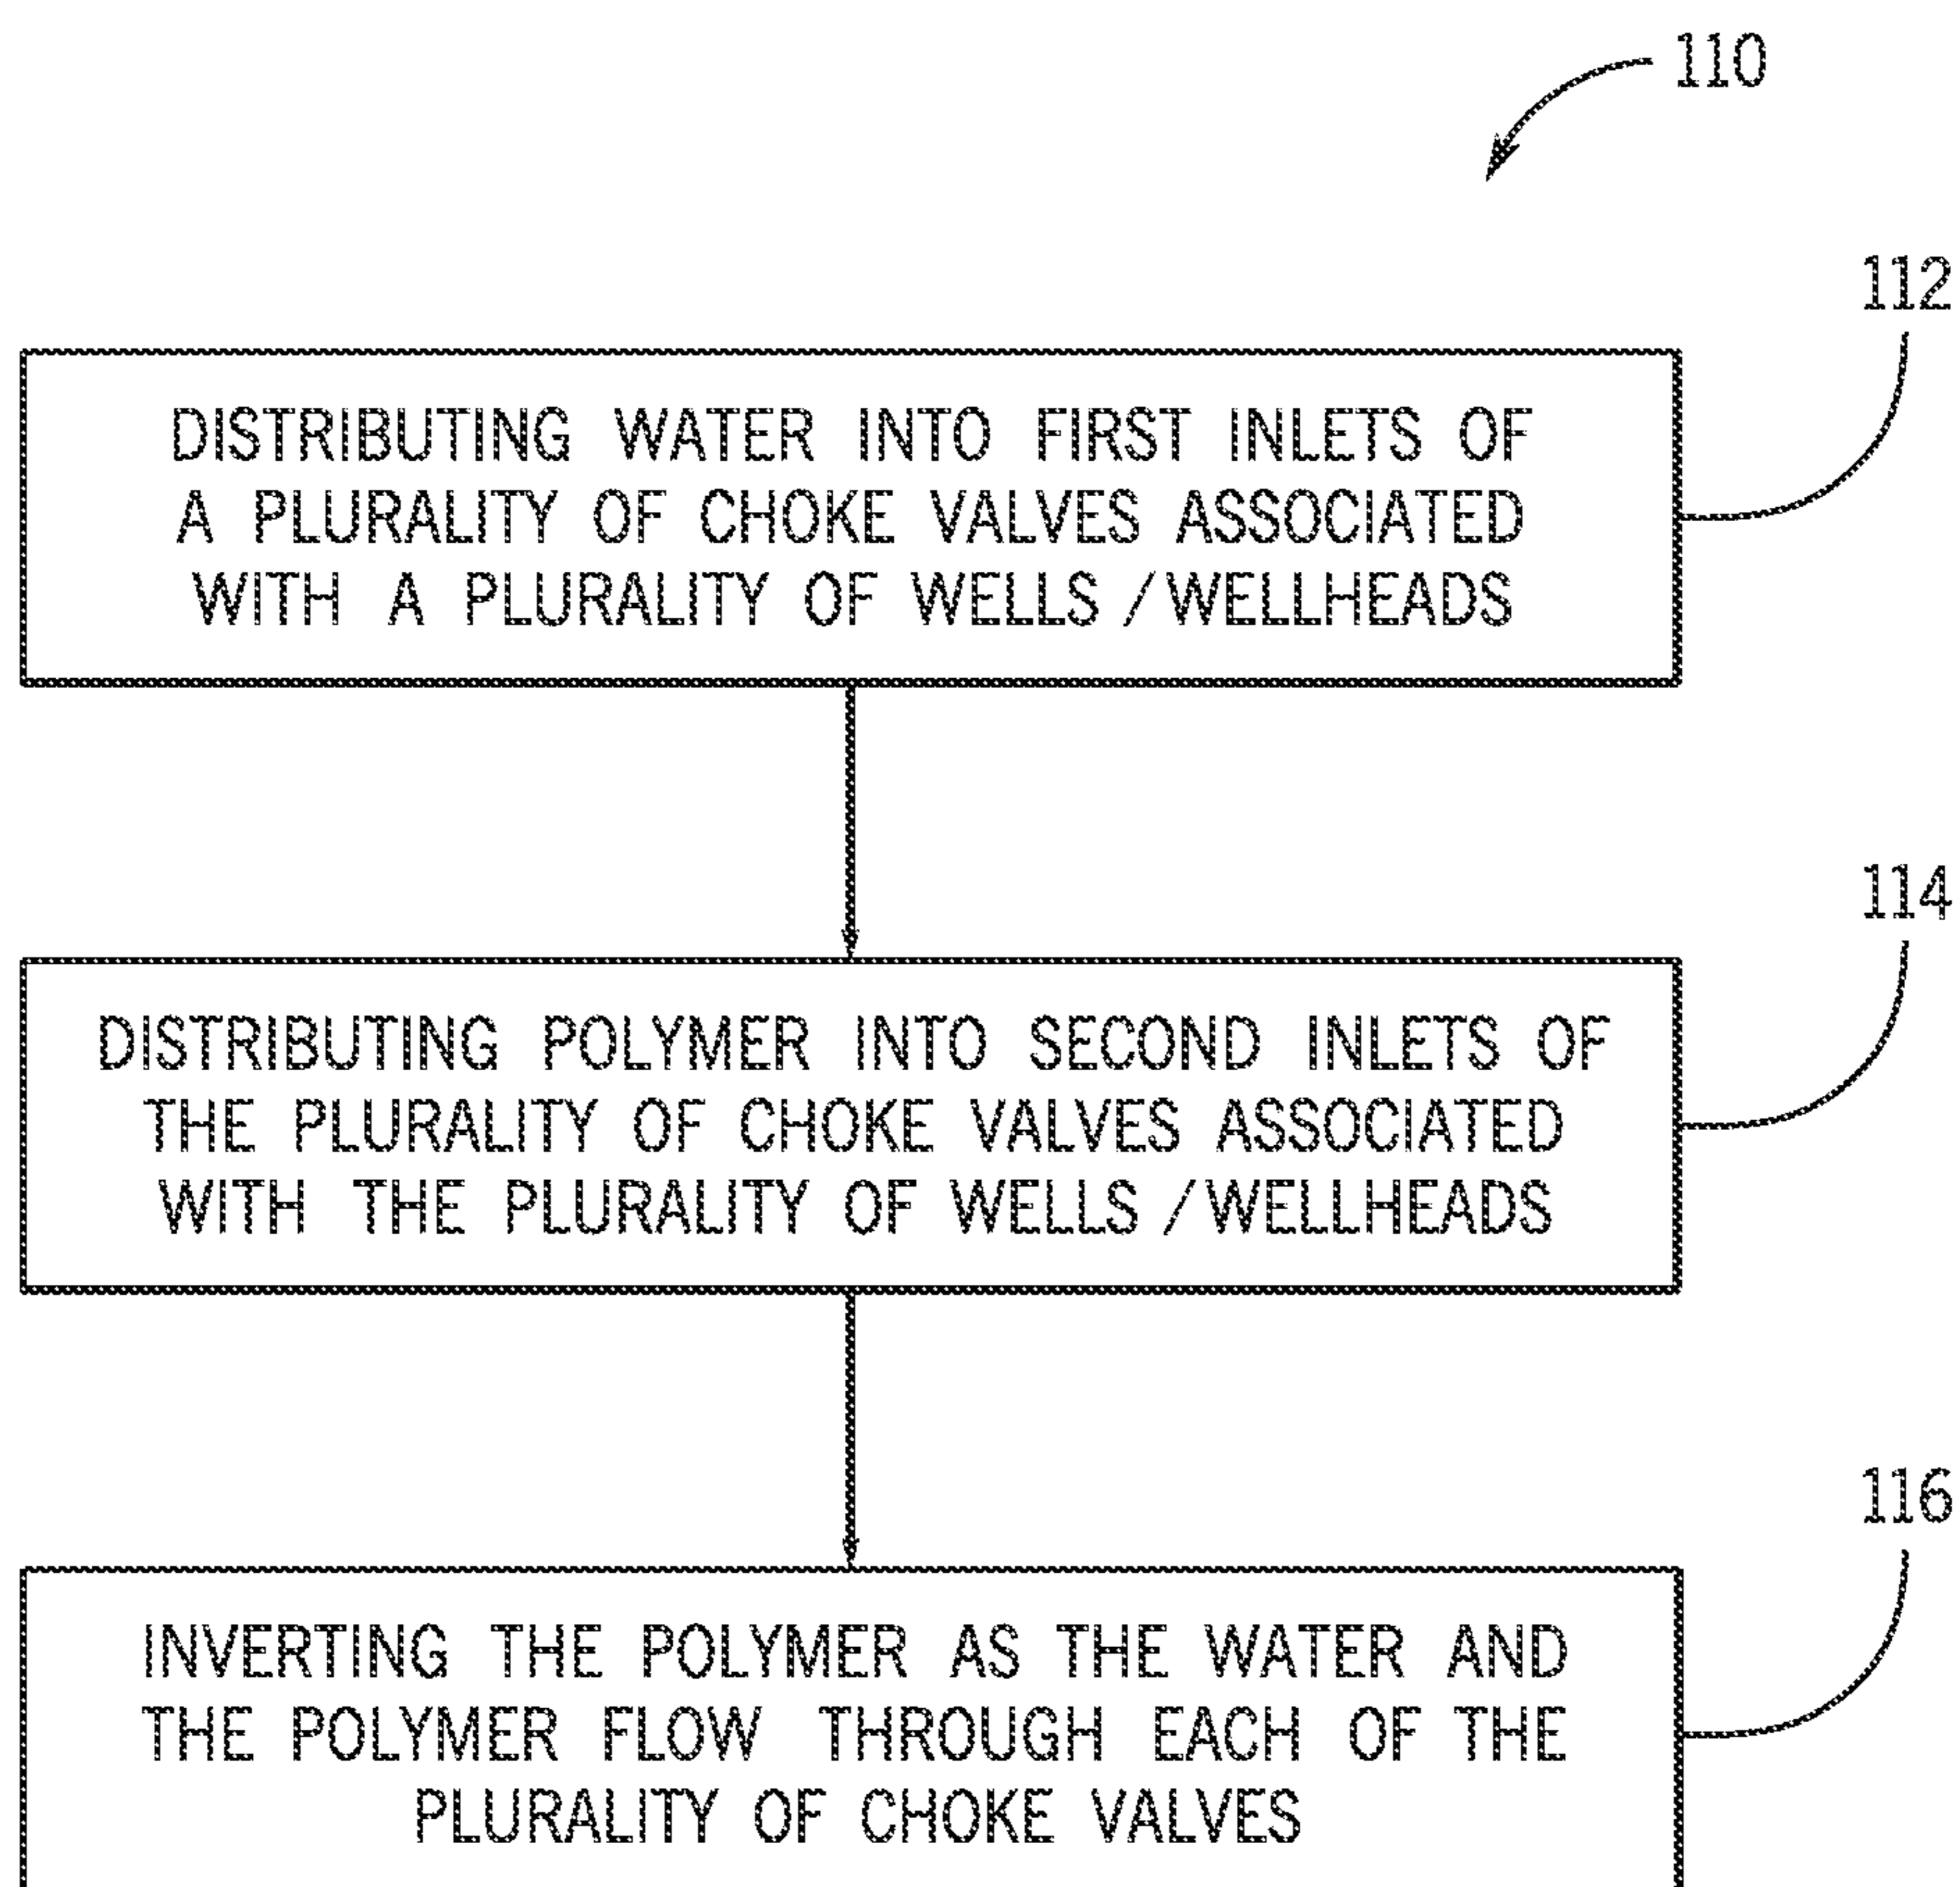 110
112
DISTRIBUTING WATER INTO FIRST INLETS OF
A PLURALITY OF CHOKE VALVES ASSOCIATED
WITH A PLURALITY OF WELLS / WELLHEADS
114
DISTRIBUTING POLYMER INTO SECOND INLETS OF
THE PLURALITY OF CHOKE VALVES ASSOCIATED
WITH THE PLURALITY OF WELLS / WELLHEADS
116
INVERTING THE POLYMER AS THE WATER AND
THE POLYMER FLOW THROUGH EACH OF THE
PLURALITY OF CHOKE VALVES